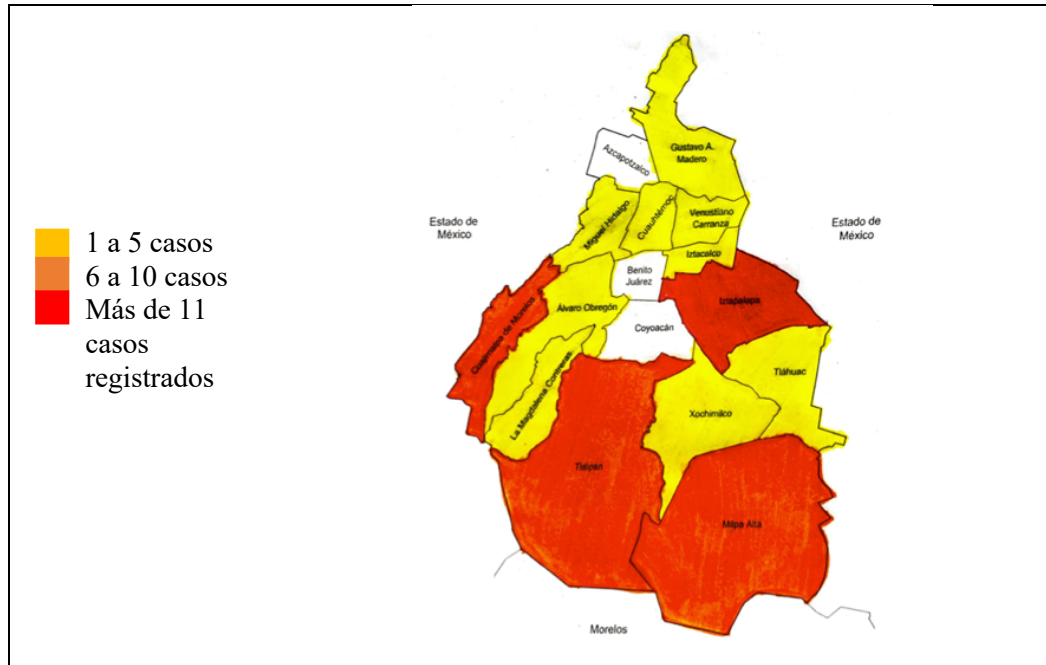 1 a 5 casos
6 a 10 casos
Más de 11
casos
registrados
Gustavo A.
Madero
Azcapotzalco
Miguel Hidalgo
Cuauhtémoc
Venustiano
Carranza
Estado de
México
Estado de
México
Iztacalco
Benito
Juárez
Cuajimalpa de Morelos
Álvaro Obregón
Iztapalapa
Coyoacán
La Magdalena Contreras
Tláhuac
Xochimilco
Tlalpan
Milpa Alta
Morelos